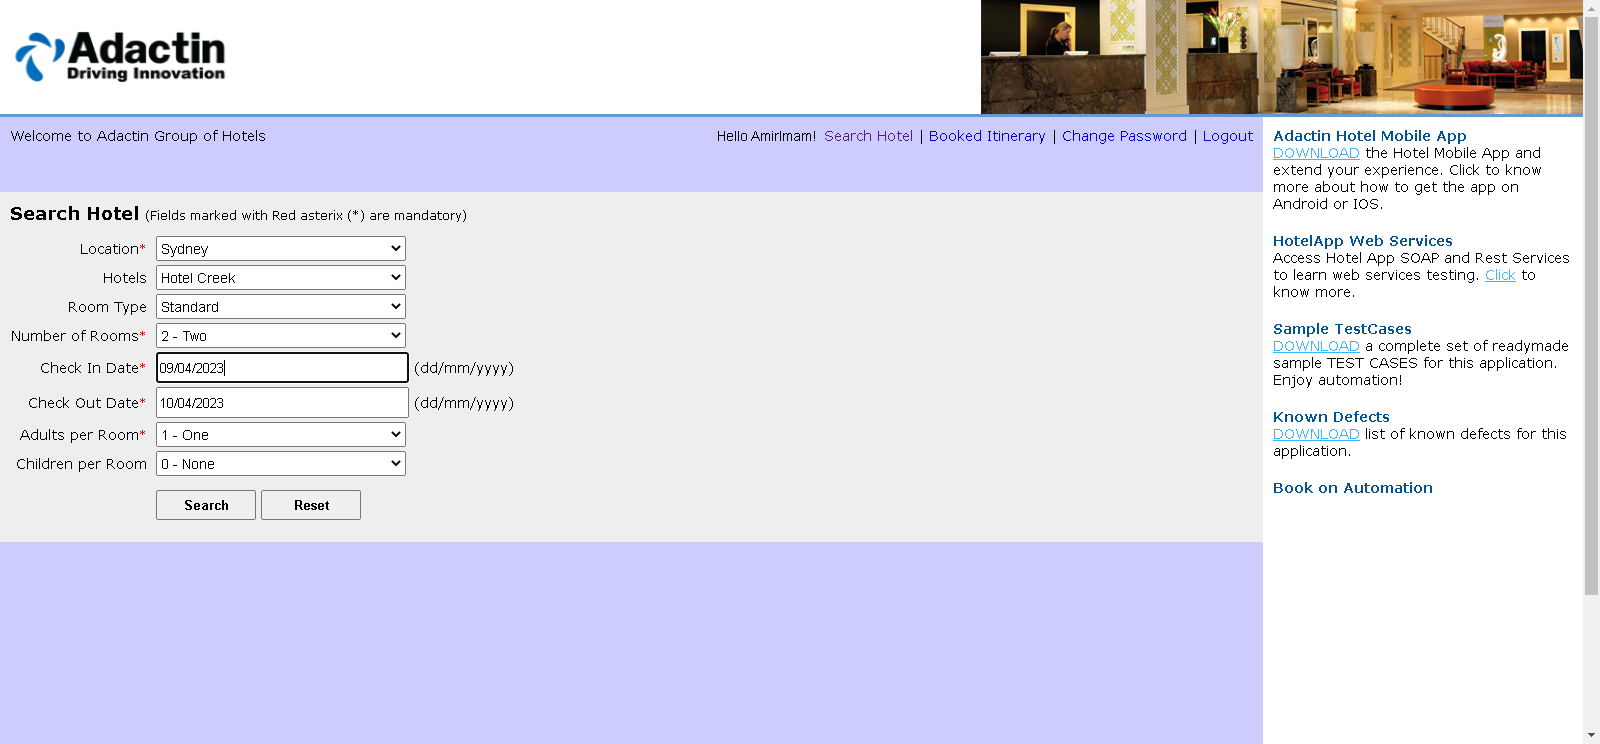 Adactin
Driving Innovation
Welcome to Adactin Group of Hotels
Hello AmirImam! Search Hotel | Booked Itinerary | Change Password | Logout
Search Hotel (Fields marked with Red asterix (*) are mandatory)
Location* Sydney
Hotels Hotel Creek
Room Type Standard
Number of Rooms* 2 - Two
Check In Date* 09/04/2023 (dd/mm/yyyy)
Check Out Date* 10/04/2023 (dd/mm/yyyy)
Adults per Room* 1 - One
Children per Room 0 - None
Search Reset
Adactin Hotel Mobile App
DOWNLOAD the Hotel Mobile App and
extend your experience. Click to know
more about how to get the app on
Android or IOS.
HotelApp Web Services
Access Hotel App SOAP and Rest Services
to learn web services testing. Click to
know more.
Sample TestCases
DOWNLOAD a complete set of readymade
sample TEST CASES for this application.
Enjoy automation!
Known Defects
DOWNLOAD list of known defects for this
application.
Book on Automation